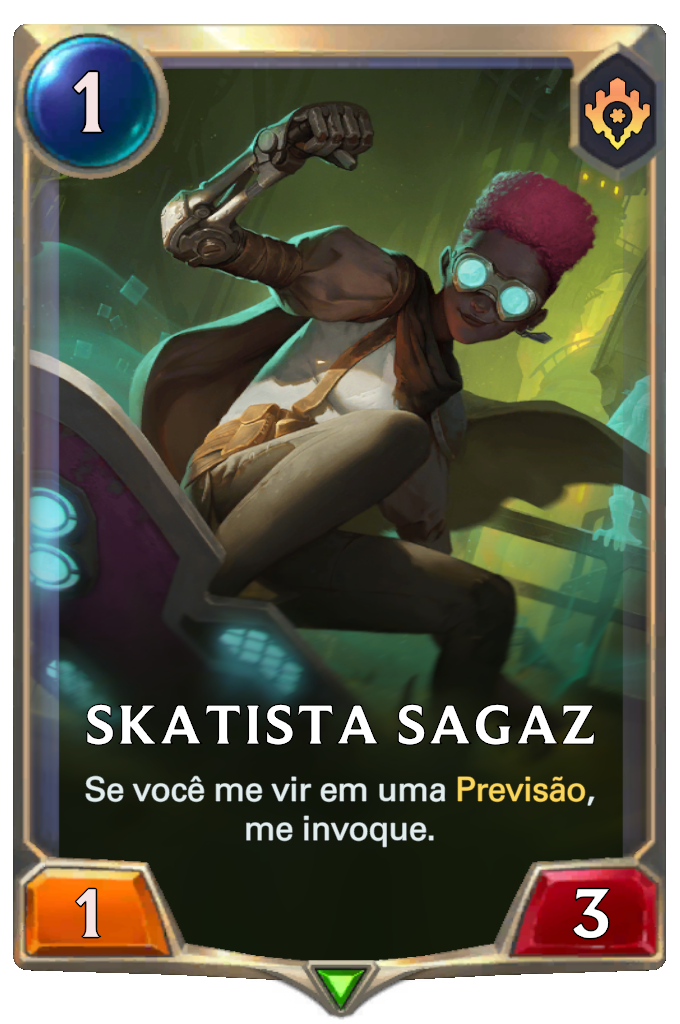 1
SKATISTA SAGAZ
Se você me vir em uma Previsão,
me invoque.
1
3